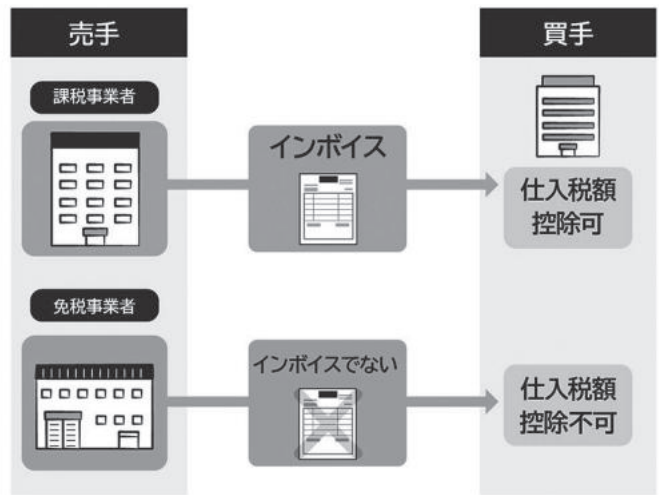 売手
買手
課税事業者
インボイス
仕入税額
控除可
免税事業者
インボイスでない
仕入税額
控除不可